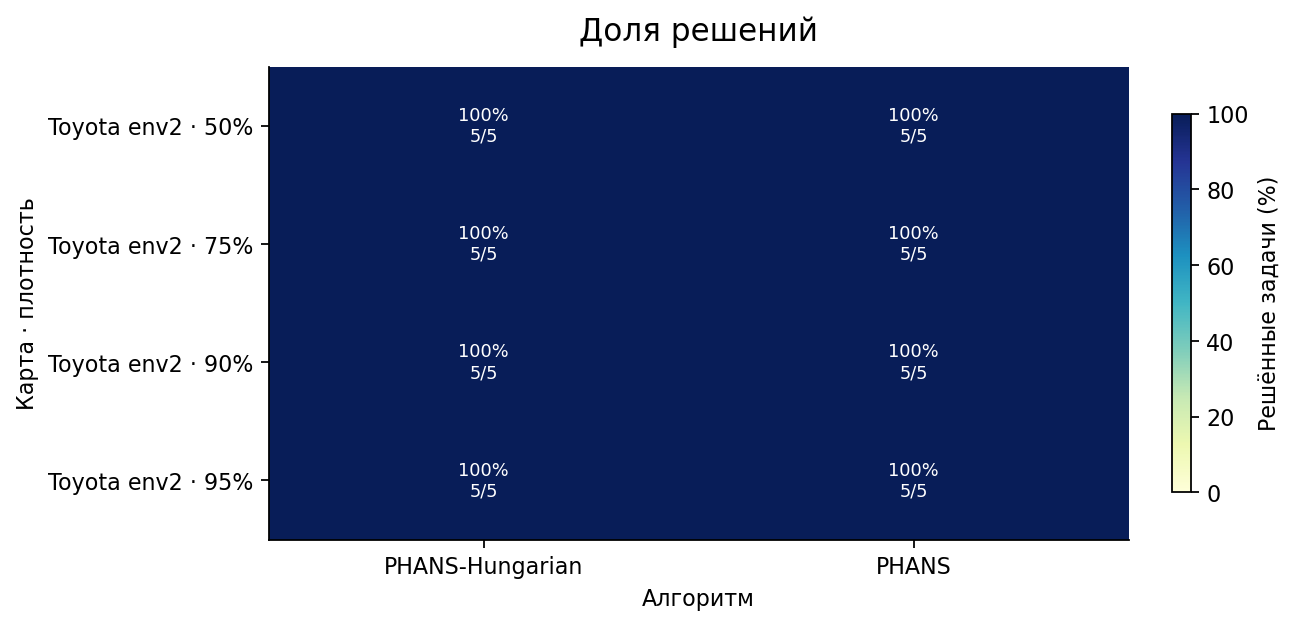 Доля решений
Карта · плотность
Toyota env2 · 50%
100%
5/5
100%
5/5
Toyota env2 · 75%
100%
5/5
100%
5/5
Toyota env2 · 90%
100%
5/5
100%
5/5
Toyota env2 · 95%
100%
5/5
100%
5/5
PHANS-Hungarian
PHANS
Алгоритм
100
80
60
40
20
0
Решённые задачи (%)